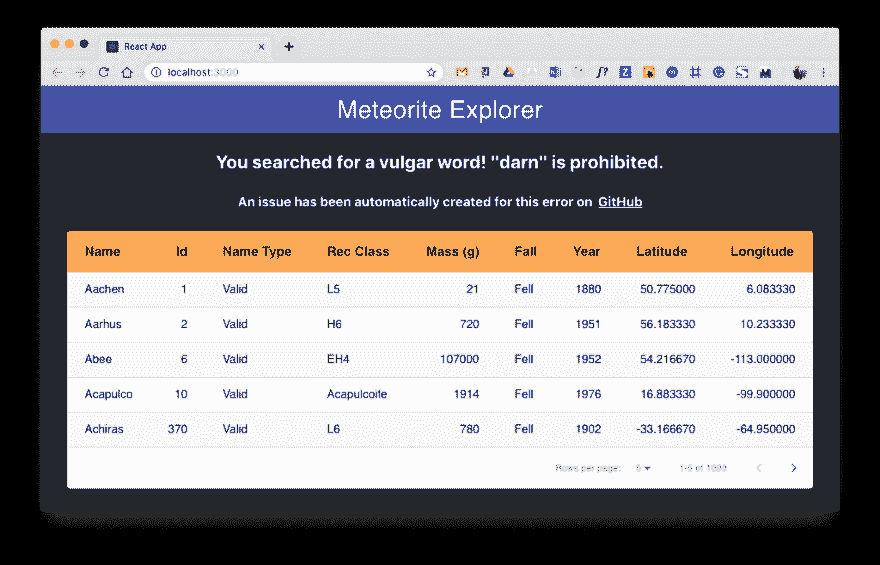 React App
localhost:3000
Meteorite Explorer
You searched for a vulgar word! "darn" is prohibited.
An issue has been automatically created for this error on GitHub
Name Id Name Type Rec Class Mass (g) Fall Year Latitude Longitude
Aachen 1 Valid L5 21 Fell 1880 50.775000 6.083330
Aarhus 2 Valid H6 720 Fell 1951 56.183330 10.233330
Abee 6 Valid EH4 107000 Fell 1952 54.216670 -113.000000
Acapulco 10 Valid Acapulcoite 1914 Fell 1976 16.883330 -99.900000
Achiras 370 Valid L6 780 Fell 1902 -33.166670 -64.950000
Rows per page: 5 1-5 of 1000